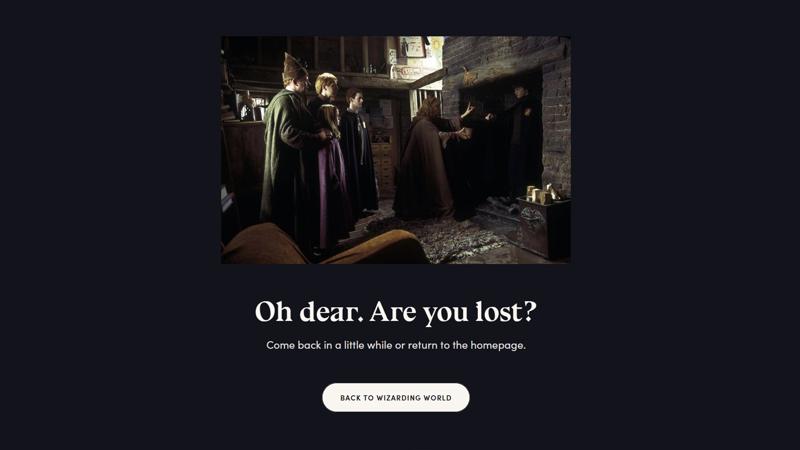 Oh dear. Are you lost?
Come back in a little while or return to the homepage.
BACK TO WIZARDING WORLD